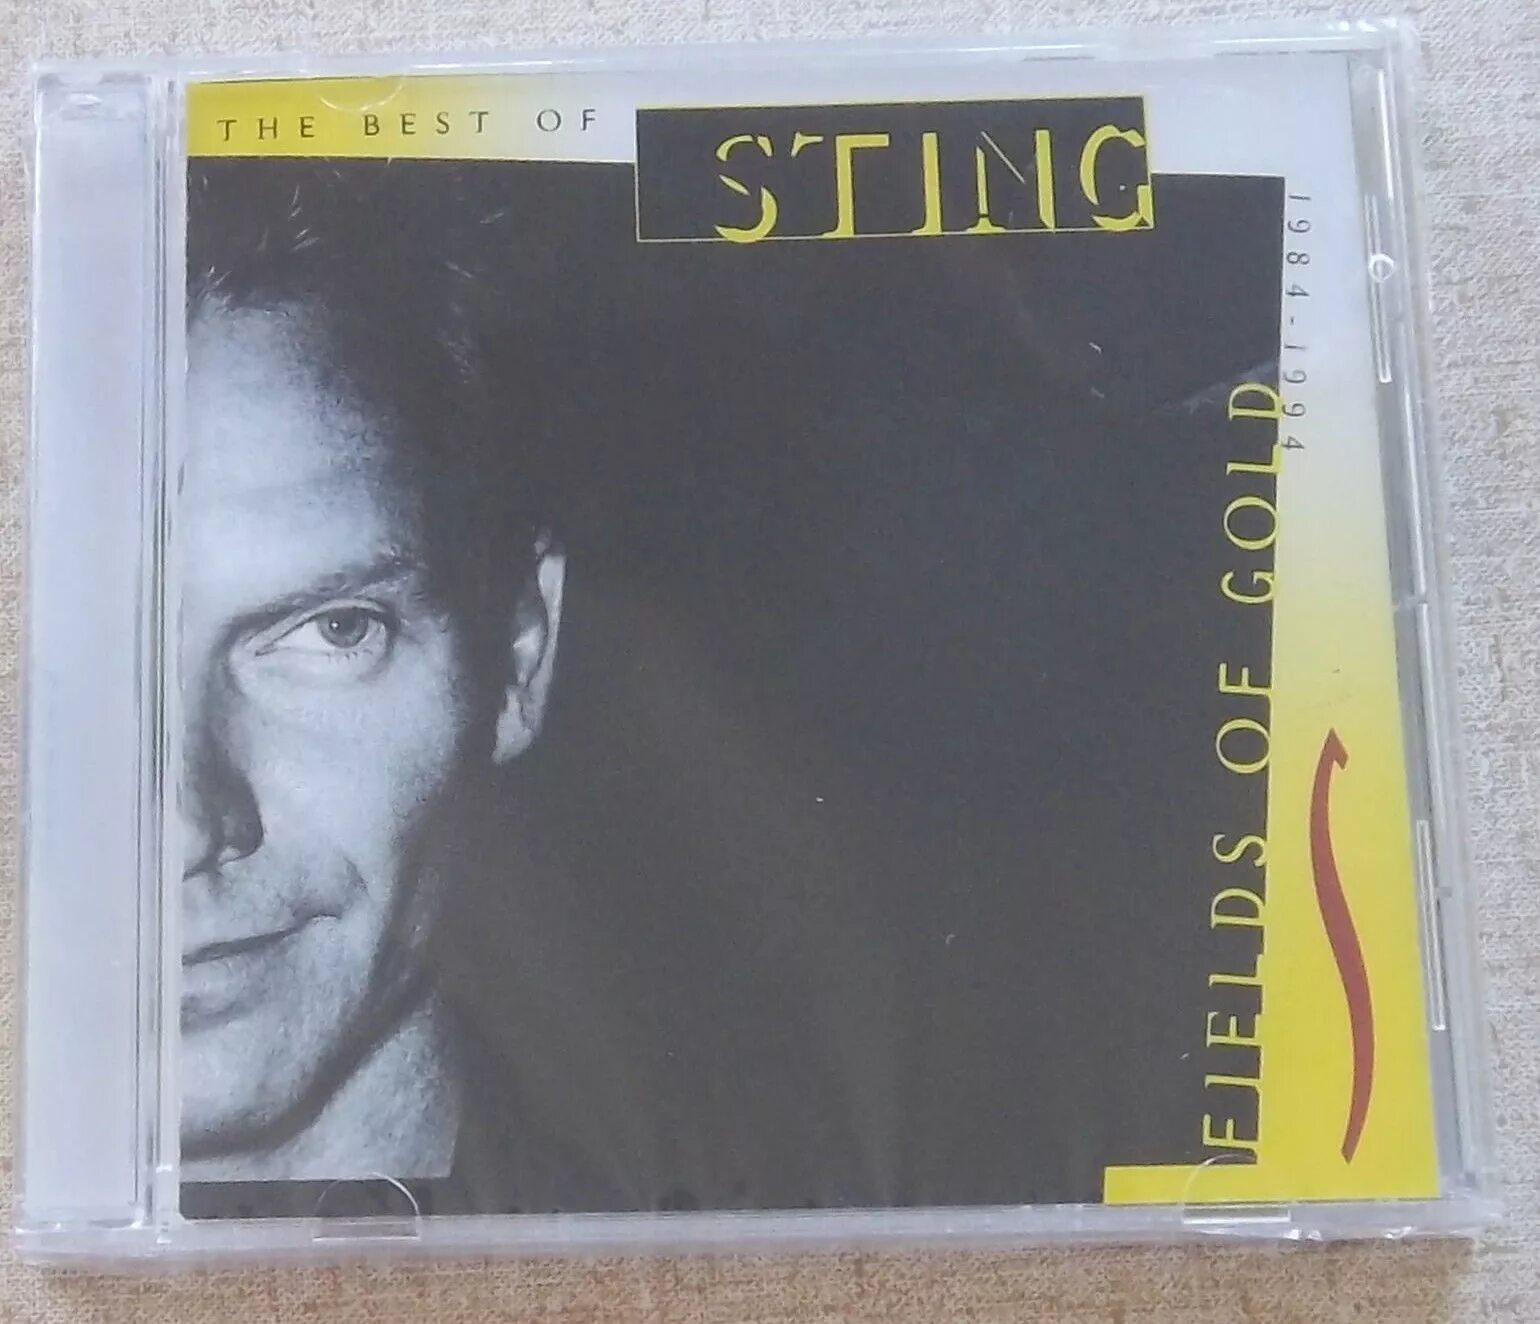 THE BEST OF
STING
1984-1994
FIELDS OF GOLD